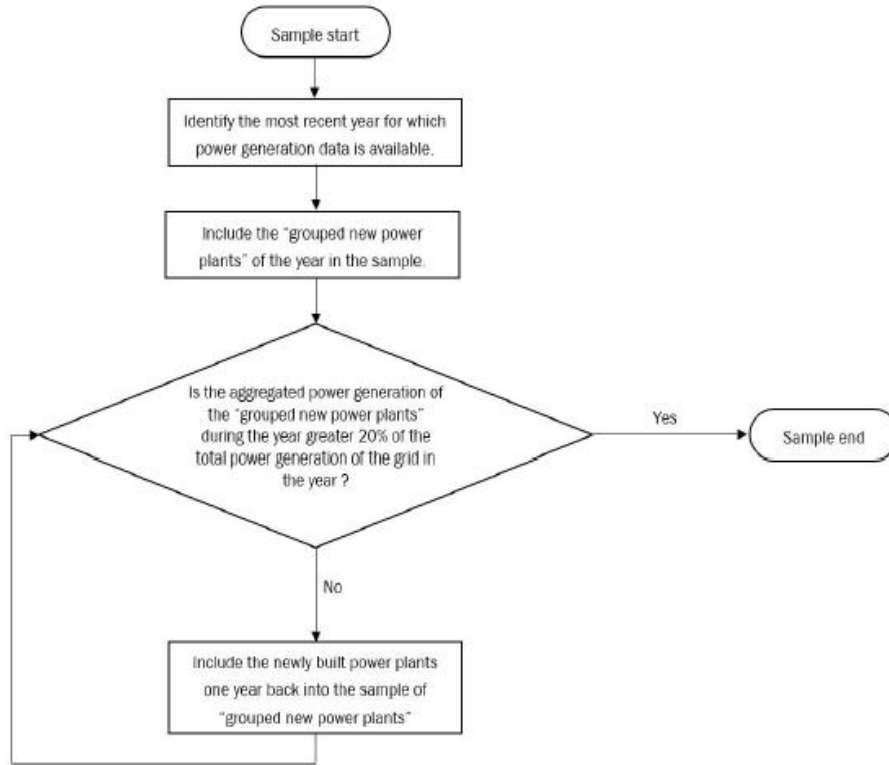 Sample start
Identify the most recent year for which
power generation data is available.
Include the “grouped new power
plants” of the year in the sample.
Is the aggregated power generation of
the “grouped new power plants”
during the year greater 20% of the
total power generation of the grid in
the year ?
Yes
Sample end
No
Include the newly built power plants
one year back into the sample of
“grouped new power plants”